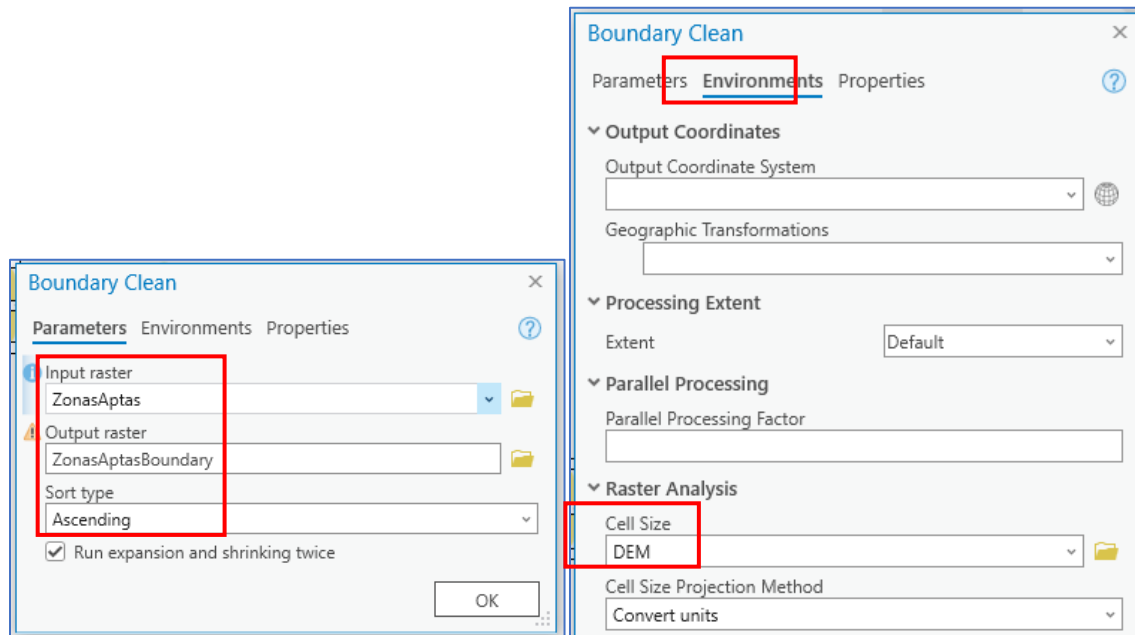 Boundary Clean
Parameters Environments Properties
Input raster
ZonasAptas
Output raster
ZonasAptasBoundary
Sort type
Ascending
Run expansion and shrinking twice
OK
Boundary Clean
Parameters Environments Properties
Output Coordinates
Output Coordinate System
Geographic Transformations
Processing Extent
Extent Default
Parallel Processing
Parallel Processing Factor
Raster Analysis
Cell Size
DEM
Cell Size Projection Method
Convert units